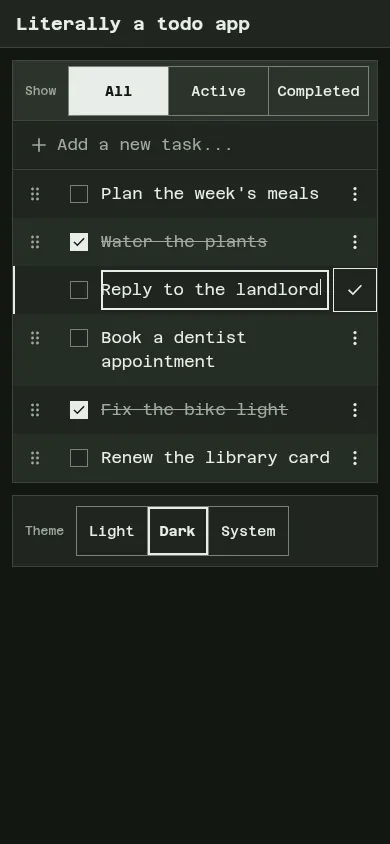 Literally a todo app
Show
All
Active
Completed
Add a new task...
Plan the week's meals
Water the plants
Reply to the landlord
Book a dentist
appointment
Fix the bike light
Renew the library card
Theme
Light
Dark
System